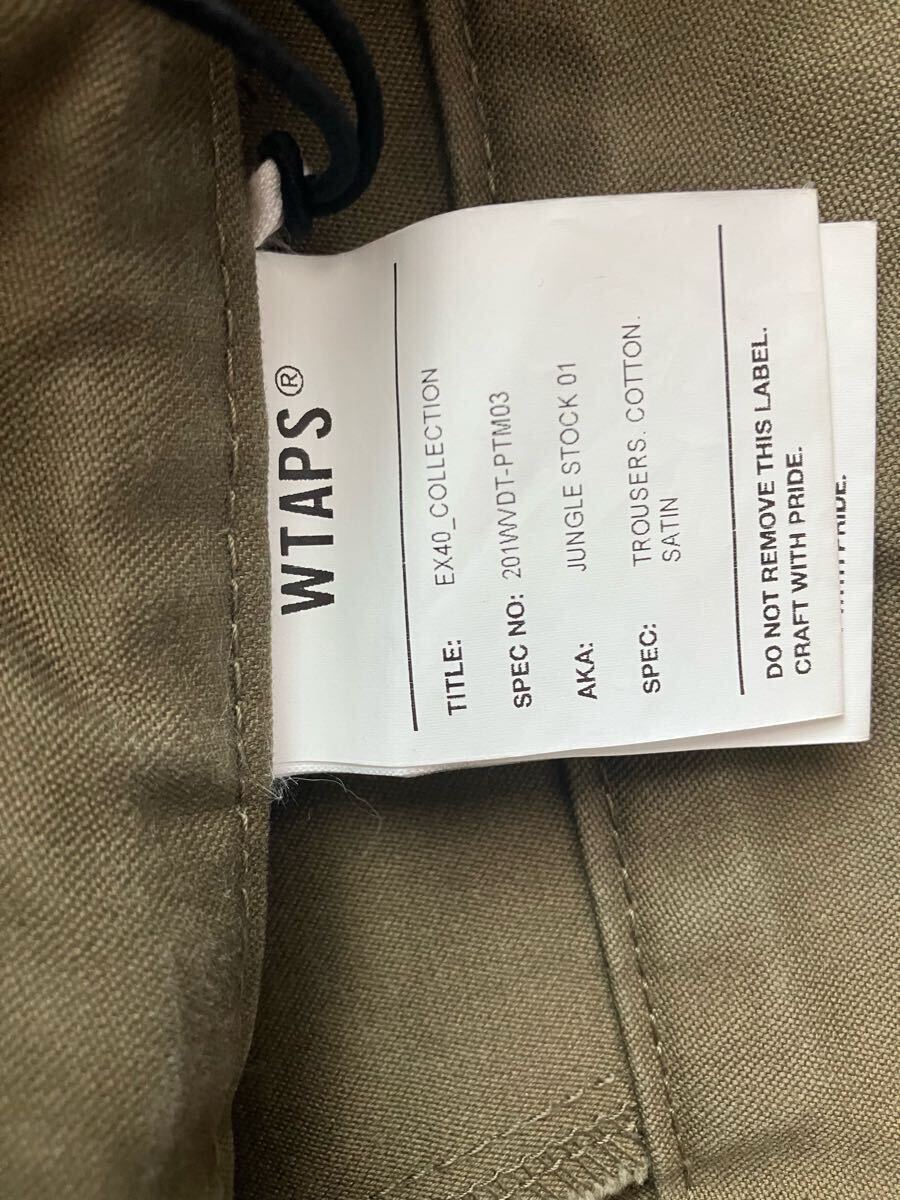 WTAPS®
TITLE: EX40_COLLECTION
SPEC NO: 201WVDT-PTM03
AKA: JUNGLE STOCK 01
SPEC: TROUSERS. COTTON.
SATIN
DO NOT REMOVE THIS LABEL.
CRAFT WITH PRIDE.